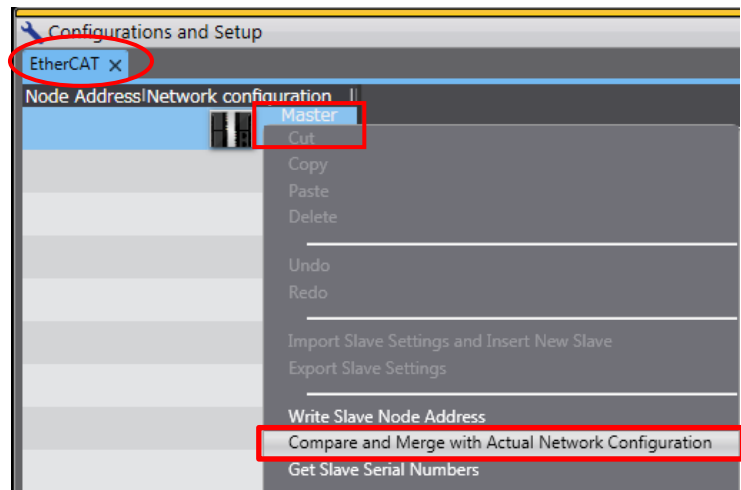 Configurations and Setup
EtherCAT ×
Node Address|Network configuration ||
Master
Cut
Copy
Paste
Delete
Undo
Redo
Import Slave Settings and Insert New Slave
Export Slave Settings
Write Slave Node Address
Compare and Merge with Actual Network Configuration
Get Slave Serial Numbers